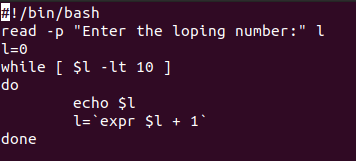 #!/bin/bash
read -p "Enter the loping number:" l
l=0
while [ $l -lt 10 ]
do
        echo $l
        l=`expr $l + 1`
done